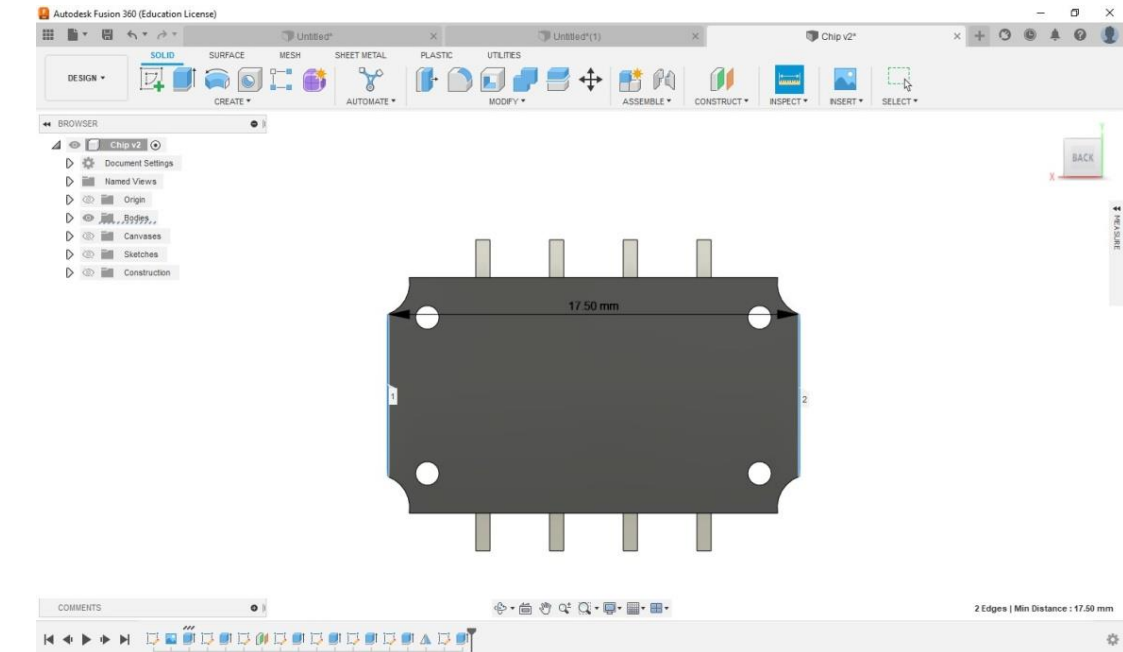 Autodesk Fusion 360 (Education License)
Untitled*
Untitled*(1)
Chip v2*
SOLID SURFACE MESH SHEET METAL PLASTIC UTILITIES
DESIGN
CREATE AUTOMATE MODIFY ASSEMBLE CONSTRUCT INSPECT INSERT SELECT
BROWSER
Chip v2
Document Settings
Named Views
Origin
Bodies
Canvases
Sketches
Construction
Y
BACK
X
MEASURE
17.50 mm
1
2
COMMENTS
2 Edges | Min Distance : 17.50 mm